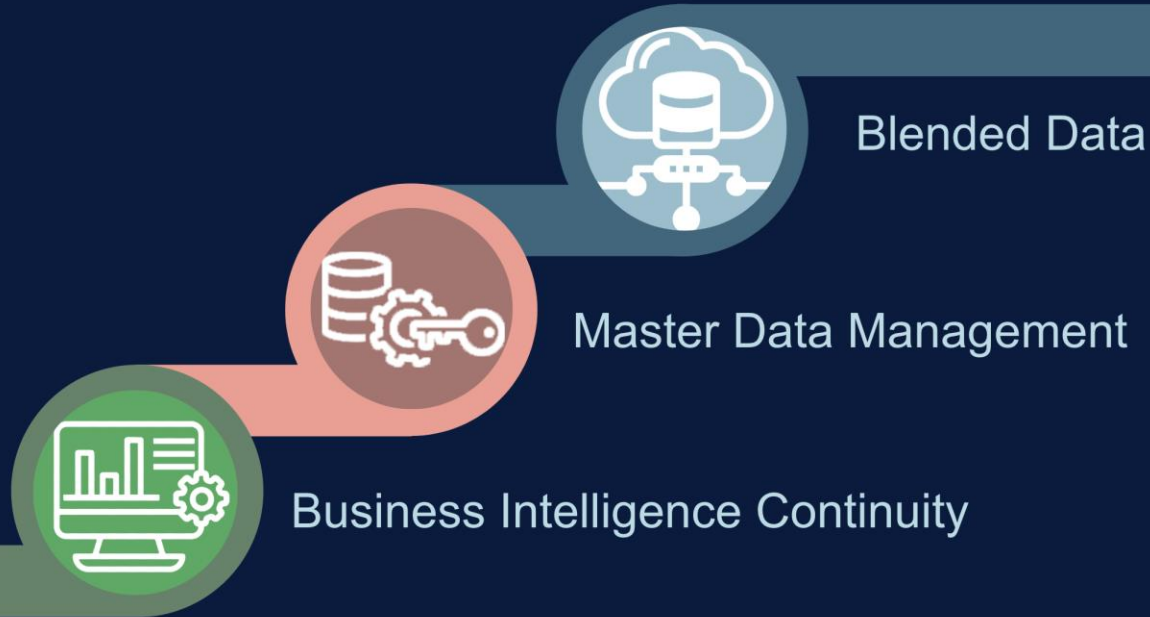 Blended Data
Master Data Management
Business Intelligence Continuity